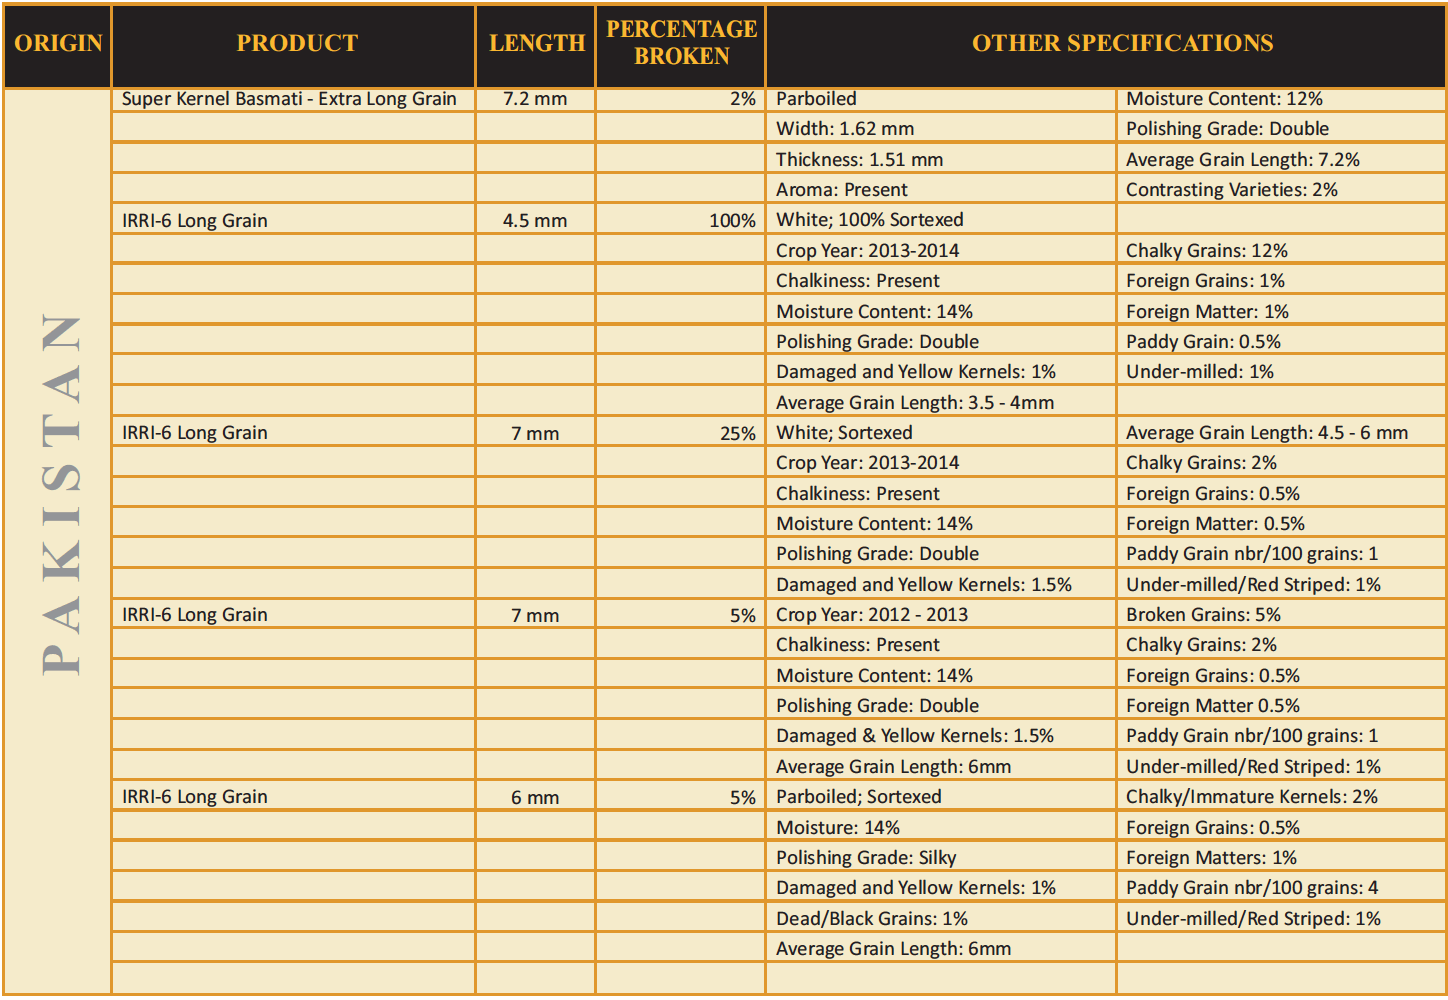 ORIGIN PRODUCT LENGTH PERCENTAGE BROKEN OTHER SPECIFICATIONS
PAKISTAN
Super Kernel Basmati - Extra Long Grain 7.2 mm 2% Parboiled Moisture Content: 12%
Width: 1.62 mm Polishing Grade: Double
Thickness: 1.51 mm Average Grain Length: 7.2%
Aroma: Present Contrasting Varieties: 2%
IRRI-6 Long Grain 4.5 mm 100% White; 100% Sortexed
Crop Year: 2013-2014 Chalky Grains: 12%
Chalkiness: Present Foreign Grains: 1%
Moisture Content: 14% Foreign Matter: 1%
Polishing Grade: Double Paddy Grain: 0.5%
Damaged and Yellow Kernels: 1% Under-milled: 1%
Average Grain Length: 3.5 - 4mm
IRRI-6 Long Grain 7 mm 25% White; Sortexed Average Grain Length: 4.5 - 6 mm
Crop Year: 2013-2014 Chalky Grains: 2%
Chalkiness: Present Foreign Grains: 0.5%
Moisture Content: 14% Foreign Matter: 0.5%
Polishing Grade: Double Paddy Grain nbr/100 grains: 1
Damaged and Yellow Kernels: 1.5% Under-milled/Red Striped: 1%
IRRI-6 Long Grain 7 mm 5% Crop Year: 2012 - 2013 Broken Grains: 5%
Chalkiness: Present Chalky Grains: 2%
Moisture Content: 14% Foreign Grains: 0.5%
Polishing Grade: Double Foreign Matter 0.5%
Damaged & Yellow Kernels: 1.5% Paddy Grain nbr/100 grains: 1
Average Grain Length: 6mm Under-milled/Red Striped: 1%
IRRI-6 Long Grain 6 mm 5% Parboiled; Sortexed Chalky/Immature Kernels: 2%
Moisture: 14% Foreign Grains: 0.5%
Polishing Grade: Silky Foreign Matters: 1%
Damaged and Yellow Kernels: 1% Paddy Grain nbr/100 grains: 4
Dead/Black Grains: 1% Under-milled/Red Striped: 1%
Average Grain Length: 6mm